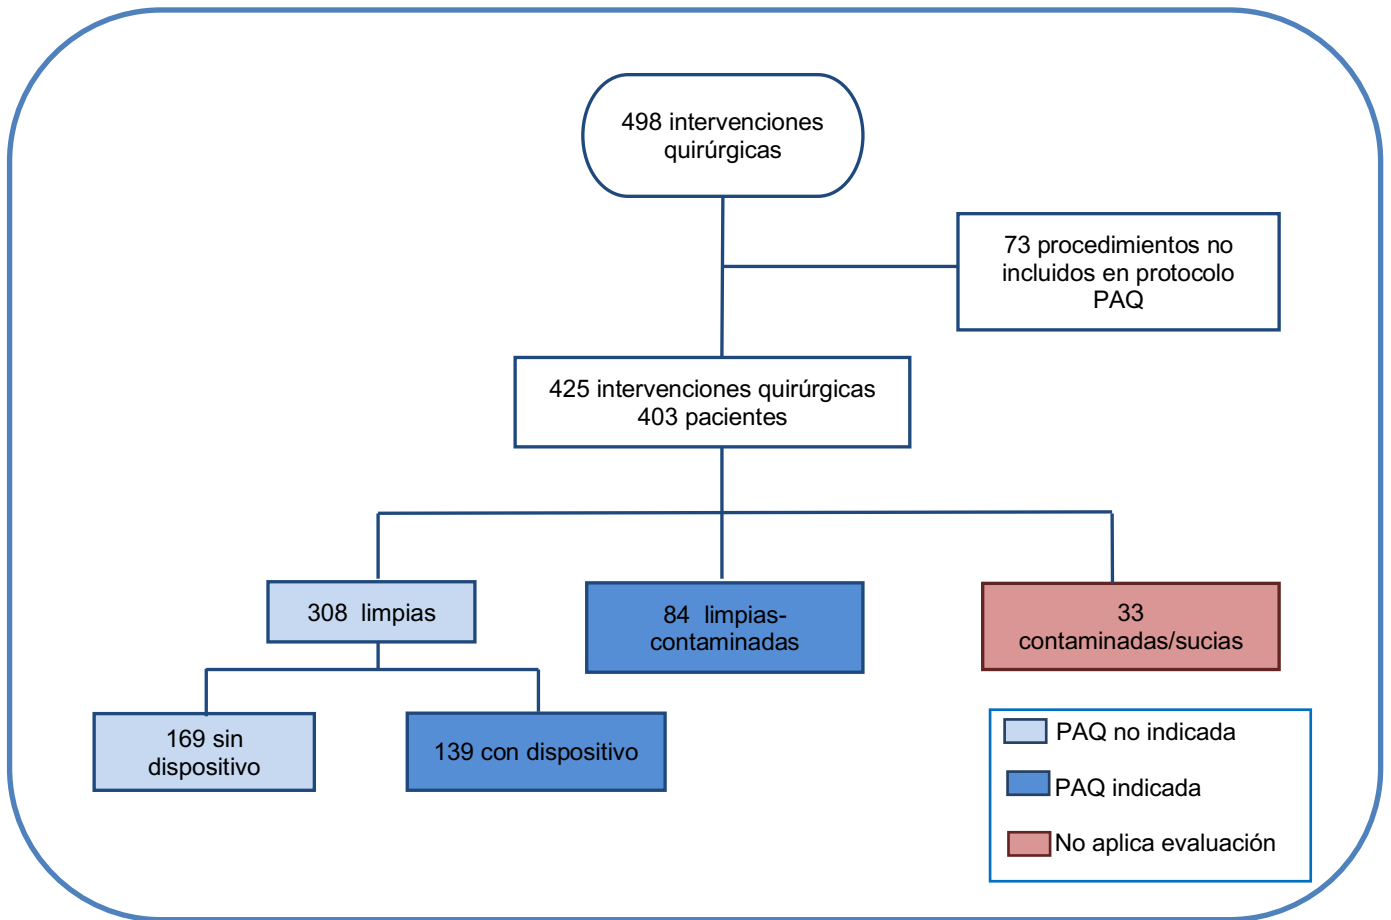 498 intervenciones
quirúrgicas
73 procedimientos no
incluidos en protocolo
PAQ
425 intervenciones quirúrgicas
403 pacientes
308 limpias
84 limpias-
contaminadas
33
contaminadas/sucias
169 sin
dispositivo
139 con dispositivo
PAQ no indicada
PAQ indicada
No aplica evaluación